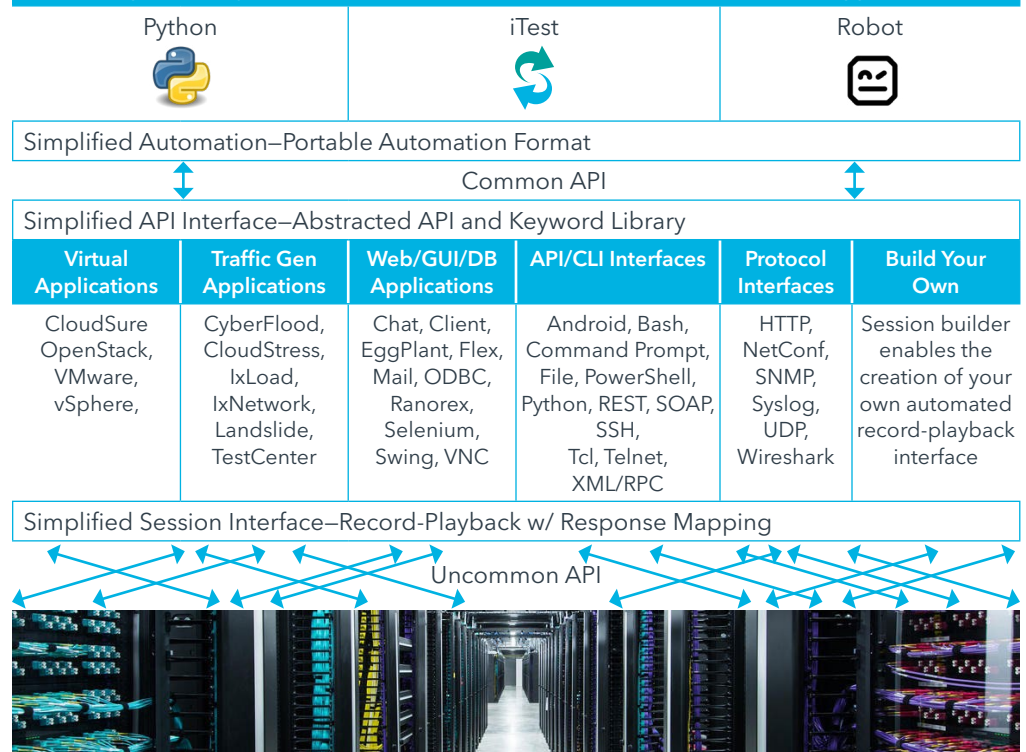 Python
iTest
Robot
Simplified Automation—Portable Automation Format
Common API
Simplified API Interface—Abstracted API and Keyword Library
Virtual
Applications
Traffic Gen
Applications
Web/GUI/DB
Applications
API/CLI Interfaces
Protocol
Interfaces
Build Your
Own
CloudSure
OpenStack,
VMware,
vSphere,
CyberFlood,
CloudStress,
IxLoad,
IxNetwork,
Landslide,
TestCenter
Chat, Client,
EggPlant, Flex,
Mail, ODBC,
Ranorex,
Selenium,
Swing, VNC
Android, Bash,
Command Prompt,
File, PowerShell,
Python, REST, SOAP,
SSH,
Tcl, Telnet,
XML/RPC
HTTP,
NetConf,
SNMP,
Syslog,
UDP,
Wireshark
Session builder
enables the
creation of your
own automated
record-playback
interface
Simplified Session Interface—Record-Playback w/ Response Mapping
Uncommon API